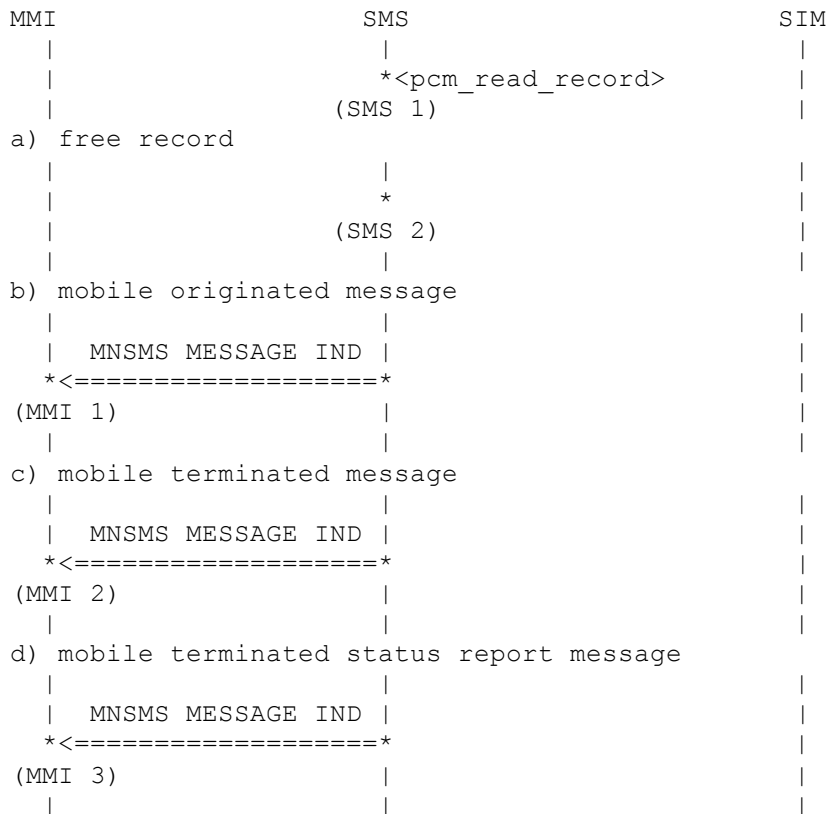 MMI                    SMS                       SIM
  |                     |                         |
  |                     *<pcm_read_record>        |
  |                  (SMS 1)                      |
a) free record
  |                     |                         |
  |                     *                         |
  |                  (SMS 2)                      |
  |                     |                         |
b) mobile originated message
  |                     |                         |
  |  MNSMS MESSAGE IND |                         |
  *<===================*                         |
(MMI 1)                 |                         |
  |                     |                         |
c) mobile terminated message
  |                     |                         |
  |  MNSMS MESSAGE IND |                         |
  *<===================*                         |
(MMI 2)                 |                         |
  |                     |                         |
d) mobile terminated status report message
  |                     |                         |
  |  MNSMS MESSAGE IND |                         |
  *<===================*                         |
(MMI 3)                 |                         |
  |                     |                         |